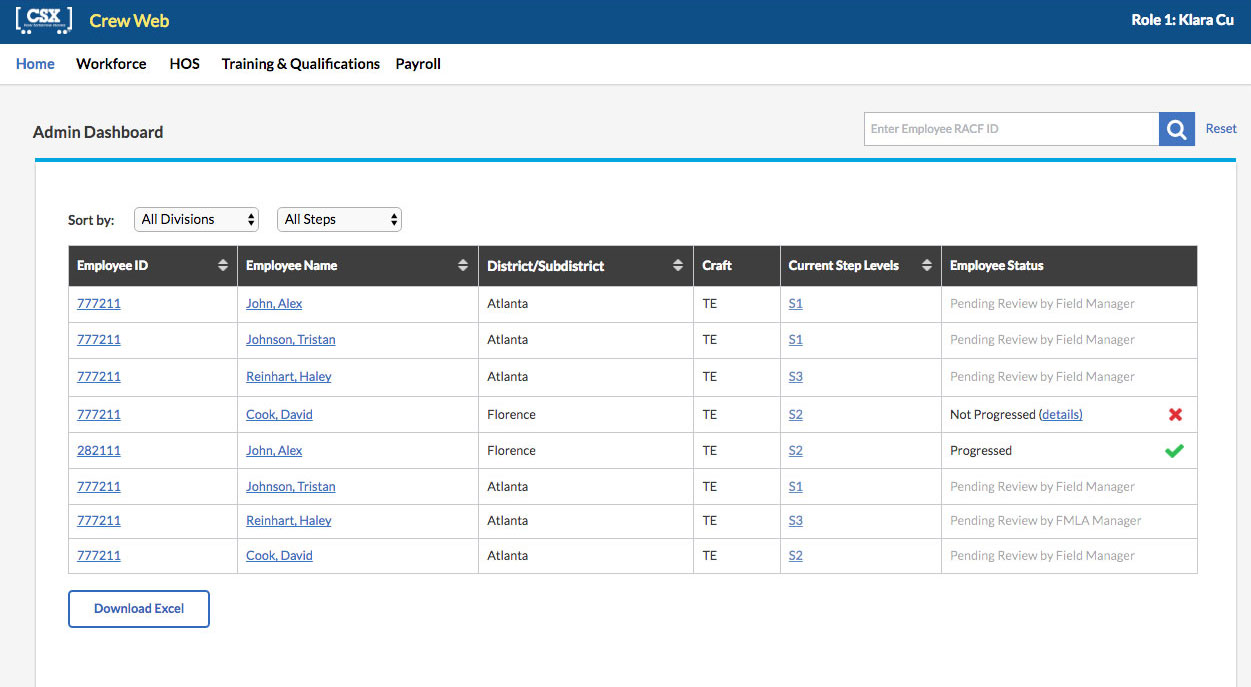 CSX Crew Web Role 1: Klara Cu
Home Workforce HOS Training & Qualifications Payroll
Admin Dashboard Enter Employee RACF ID Reset
Sort by: All Divisions All Steps
Employee ID Employee Name District/Subdistrict Craft Current Step Levels Employee Status
777211 John, Alex Atlanta TE S1 Pending Review by Field Manager
777211 Johnson, Tristan Atlanta TE S1 Pending Review by Field Manager
777211 Reinhart, Haley Atlanta TE S3 Pending Review by Field Manager
777211 Cook, David Florence TE S2 Not Progressed (details)
282111 John, Alex Florence TE S2 Progressed
777211 Johnson, Tristan Atlanta TE S1 Pending Review by Field Manager
777211 Reinhart, Haley Atlanta TE S3 Pending Review by FMLA Manager
777211 Cook, David Atlanta TE S2 Pending Review by Field Manager
Download Excel